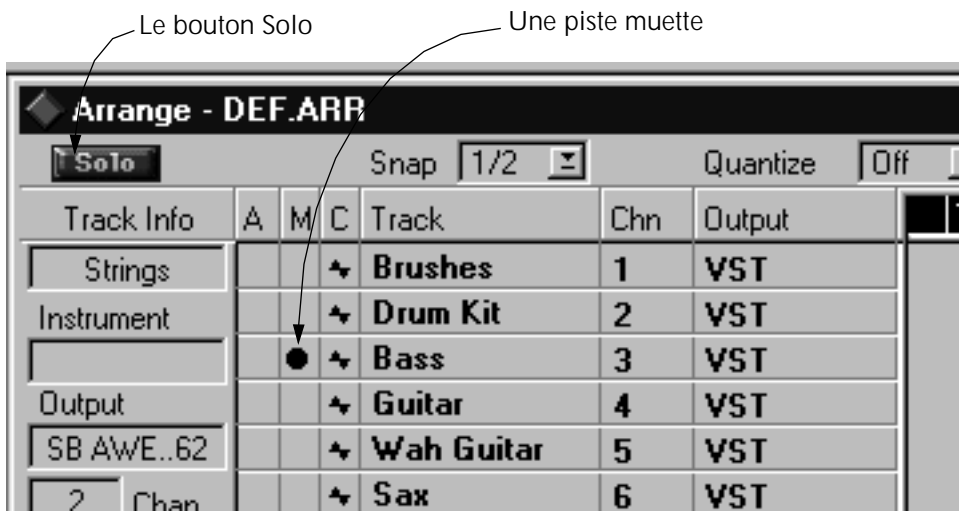 Le bouton Solo
Une piste muette
Arrange - DEF.ARR
Solo Snap 1/2 Quantize Off
Track Info A M C Track Chn Output
Strings Brushes 1 VST
Instrument Drum Kit 2 VST
Bass 3 VST
Output Guitar 4 VST
SB AWE..62 Wah Guitar 5 VST
2 Chan Sax 6 VST